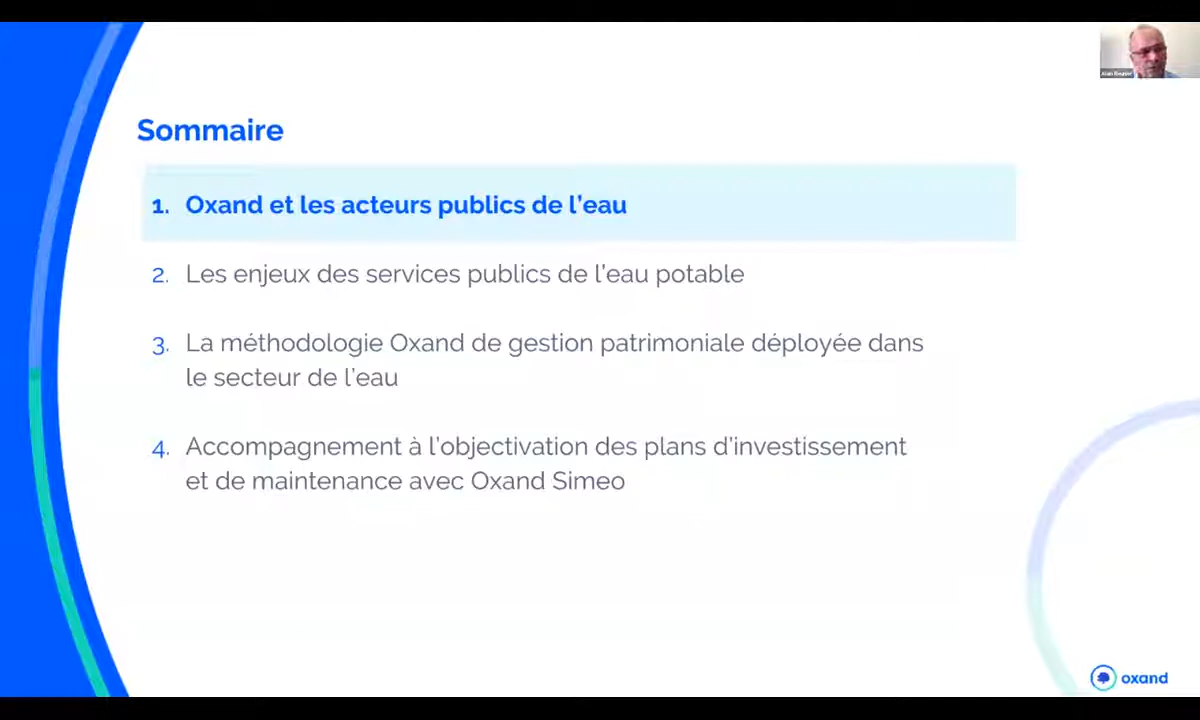 Sommaire
1. Oxand et les acteurs publics de l'eau
2. Les enjeux des services publics de l'eau potable
3. La méthodologie Oxand de gestion patrimoniale déployée dans
le secteur de l'eau
4. Accompagnement à l'objectivation des plans d'investissement
et de maintenance avec Oxand Simeo
oxand